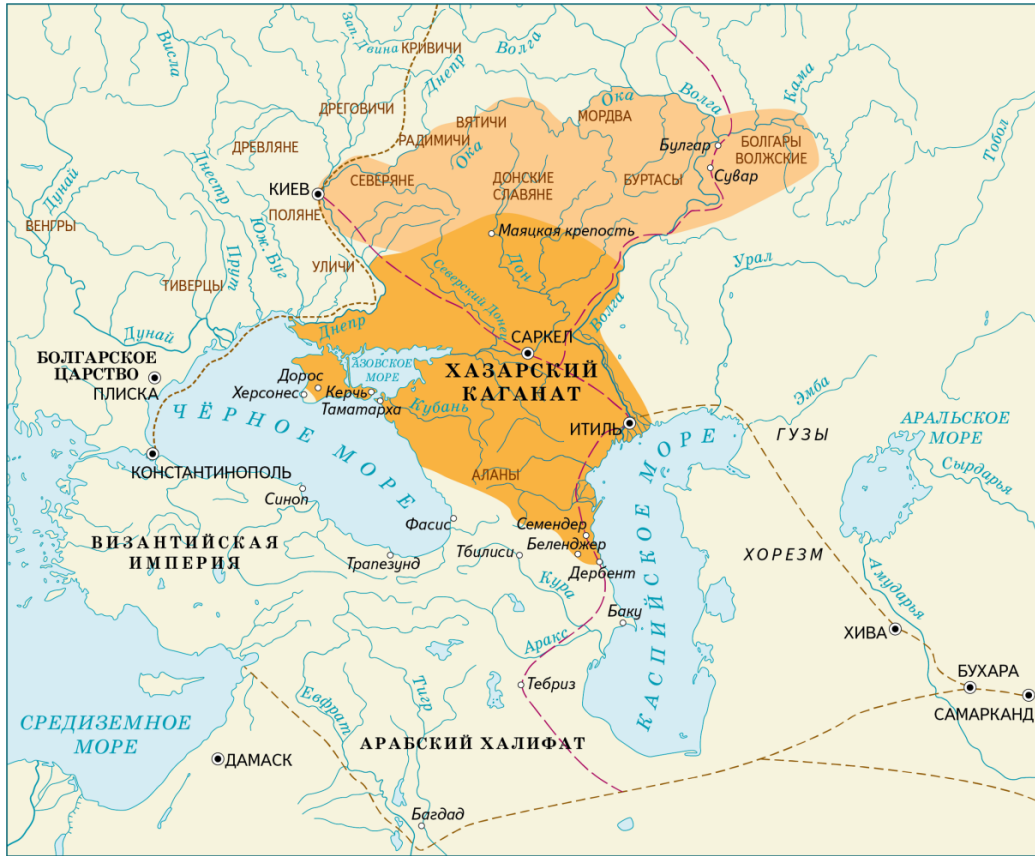 Висла
Зап. Двина
КРИВИЧИ
Волга
Днепр
Кама
ДРЕГОВИЧИ
Ока
Волга
Тобол
ВЯТИЧИ
МОРДВА
РАДИМИЧИ
Ока
ДРЕВЛЯНЕ
Булгар
БОЛГАРЫ
ВОЛЖСКИЕ
Сувар
Днестр
Дунай
СЕВЕРЯНЕ
ДОНСКИЕ
СЛАВЯНЕ
БУРТАСЫ
КИЕВ
ПОЛЯНЕ
ВЕНГРЫ
Юж. Буг
Маяцкая крепость
Прут
УЛИЧИ
ТИВЕРЦЫ
Северский Донец
Дон
Урал
Волга
Дунай
Днепр
САРКЕЛ
БОЛГАРСКОЕ
ЦАРСТВО
ПЛИСКА
АЗОВСКОЕ
МОРЕ
ХАЗАРСКИЙ
КАГАНАТ
Дорос
Херсонес
Керчь
Таматарха
Кубань
Эмба
ЧЁРНОЕ МОРЕ
ИТИЛЬ
ГУЗЫ
АРАЛЬСКОЕ
МОРЕ
Сырдарья
КОНСТАНТИНОПОЛЬ
АЛАНЫ
Синоп
Фасис
Семендер
Беленджер
Дербент
КАСПИЙСКОЕ МОРЕ
ВИЗАНТИЙСКАЯ
ИМПЕРИЯ
Трапезунд
Тбилиси
ХОРЕЗМ
Амударья
Кура
Баку
Аракс
ХИВА
Тебриз
БУХАРА
САМАРКАНД
Евфрат
Тигр
СРЕДИЗЕМНОЕ
МОРЕ
АРАБСКИЙ ХАЛИФАТ
ДАМАСК
Багдад